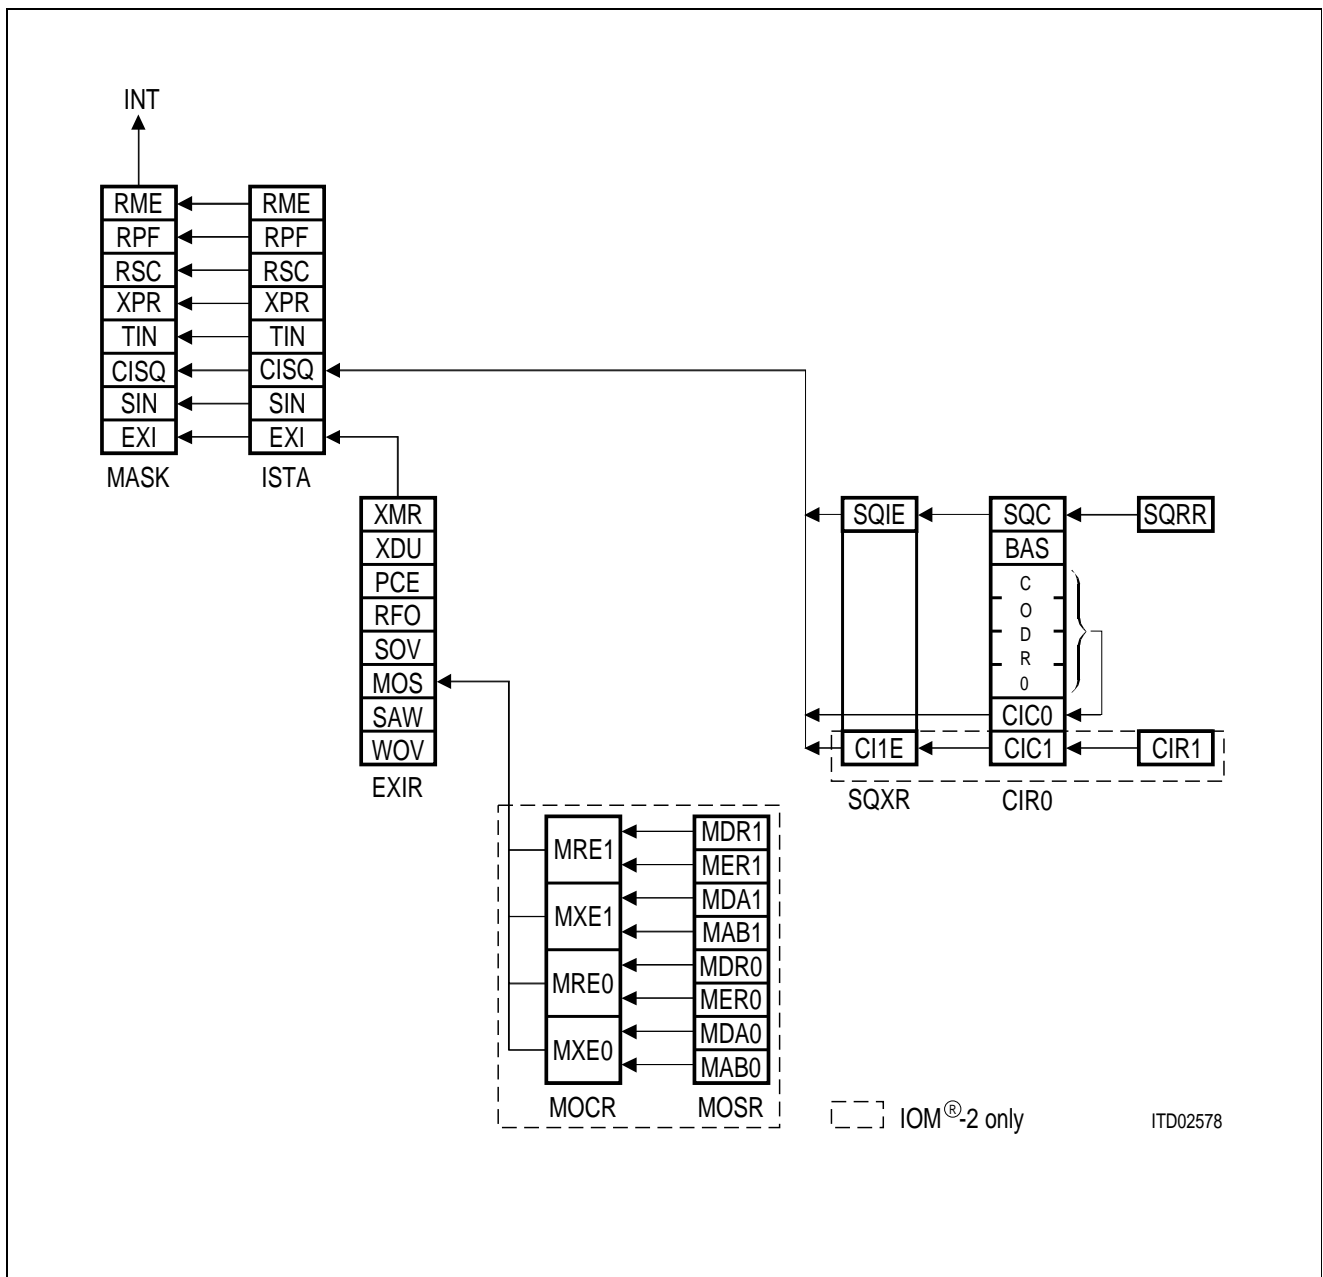 INT
RME RME
RPF RPF
RSC RSC
XPR XPR
TIN TIN
CISQ CISQ
SIN SIN
EXI EXI
MASK ISTA
XMR SQIE SQC SQRR
XDU BAS
PCE C
RFO O
SOV D
R
MOS 0
SAW CIC0
WOV CI1E CIC1 CIR1
EXIR SQXR CIR0
MRE1 MDR1
MER1
MXE1 MDA1
MAB1
MRE0 MDR0
MER0
MXE0 MDA0
MAB0
MOCR MOSR IOM®-2 only ITD02578